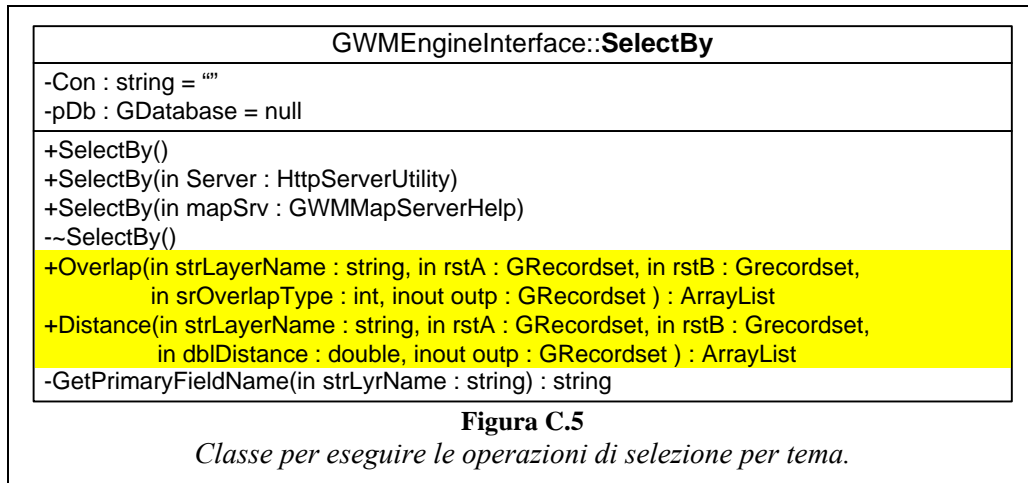 GWMEngineInterface::SelectBy
-Con : string = “”
-pDb : GDatabase = null
+SelectBy()
+SelectBy(in Server : HttpServerUtility)
+SelectBy(in mapSrv : GWMMapServerHelp)
-~SelectBy()
+Overlap(in strLayerName : string, in rstA : GRecordset, in rstB : Grecordset,
in srOverlapType : int, inout outp : GRecordset ) : ArrayList
+Distance(in strLayerName : string, in rstA : GRecordset, in rstB : Grecordset,
in dblDistance : double, inout outp : GRecordset ) : ArrayList
-GetPrimaryFieldName(in strLyrName : string) : string
Figura C.5
Classe per eseguire le operazioni di selezione per tema.